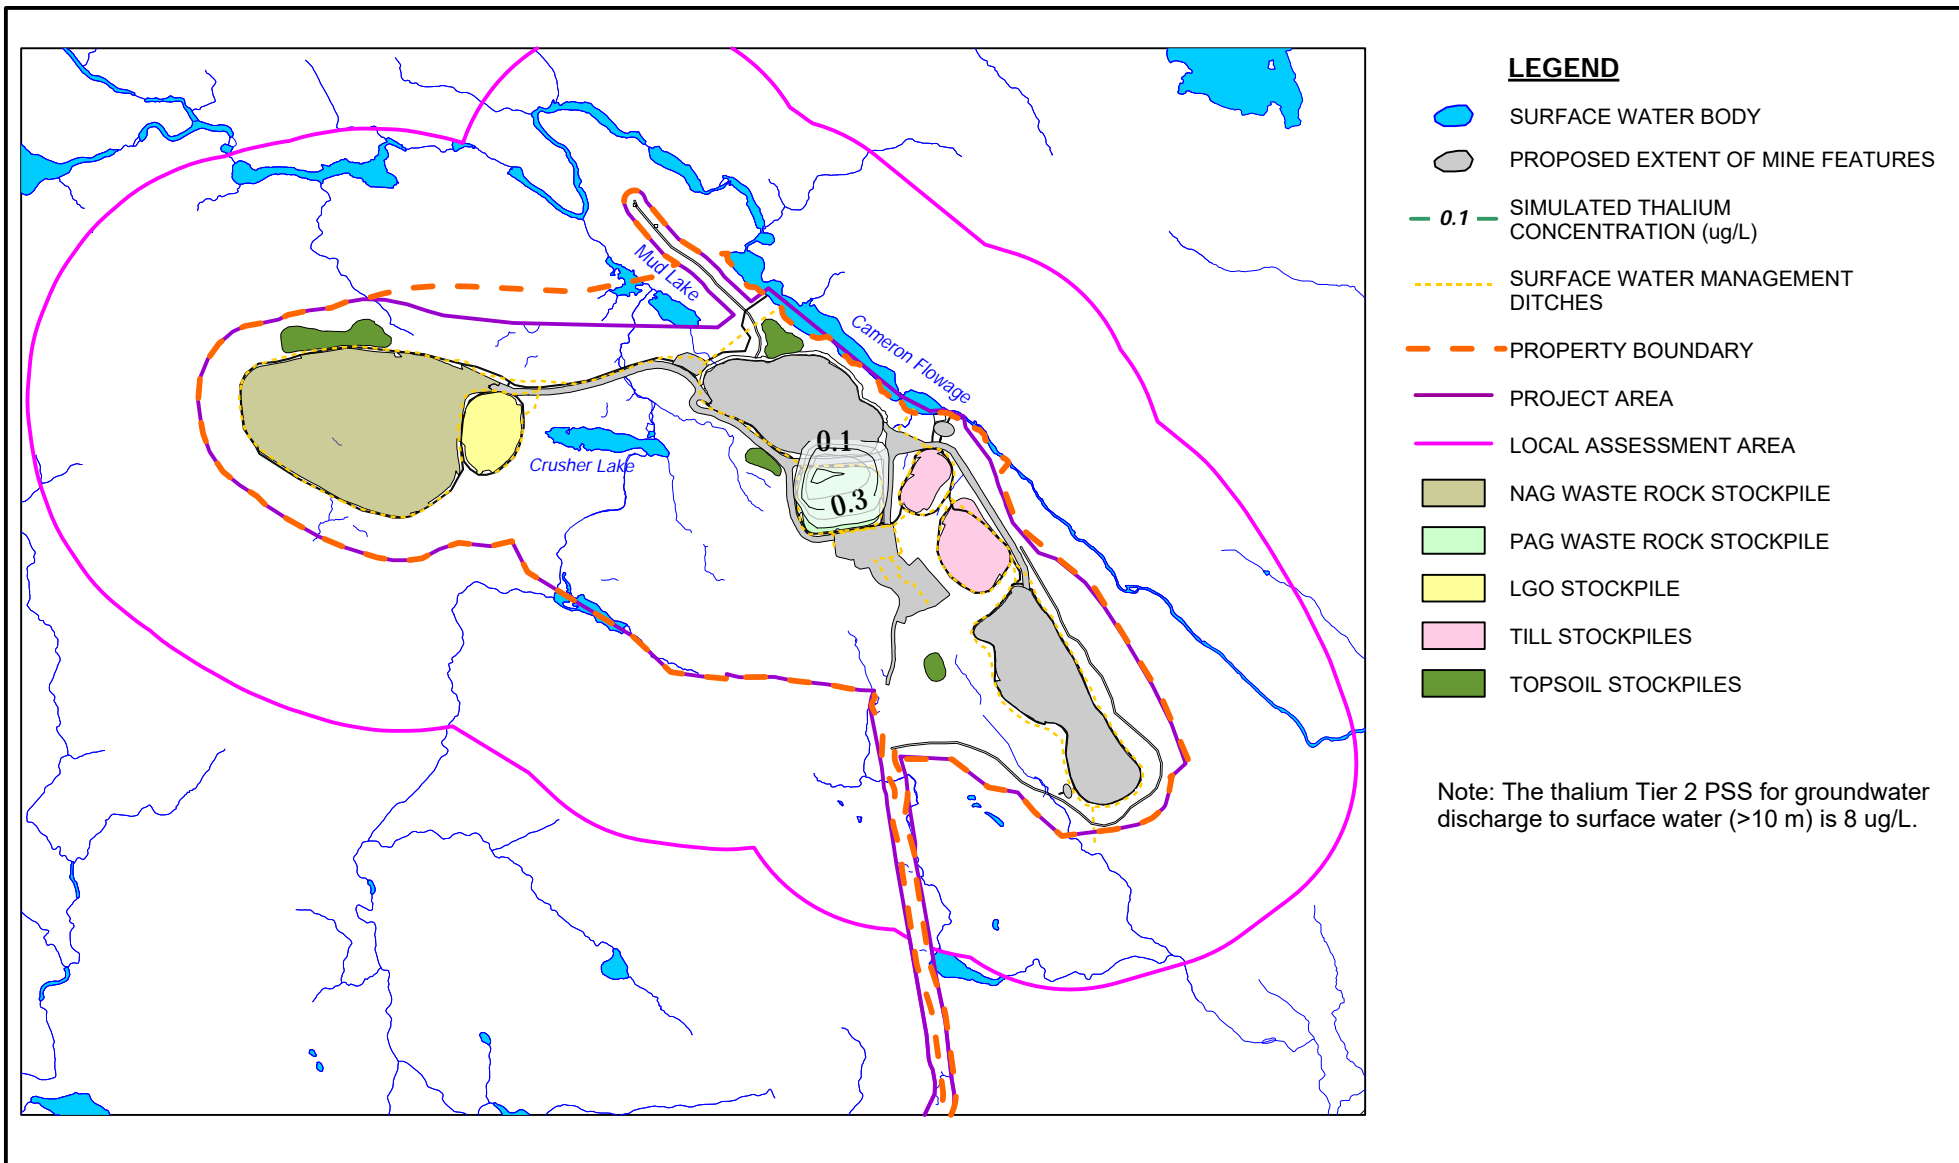 LEGEND
SURFACE WATER BODY
PROPOSED EXTENT OF MINE FEATURES
0.1
SIMULATED THALIUM
CONCENTRATION (ug/L)
SURFACE WATER MANAGEMENT
DITCHES
PROPERTY BOUNDARY
PROJECT AREA
LOCAL ASSESSMENT AREA
NAG WASTE ROCK STOCKPILE
PAG WASTE ROCK STOCKPILE
LGO STOCKPILE
TILL STOCKPILES
TOPSOIL STOCKPILES
Note: The thalium Tier 2 PSS for groundwater
discharge to surface water (>10 m) is 8 ug/L.
Mud Lake
Cameron Flowage
Crusher Lake
0.1
0.3